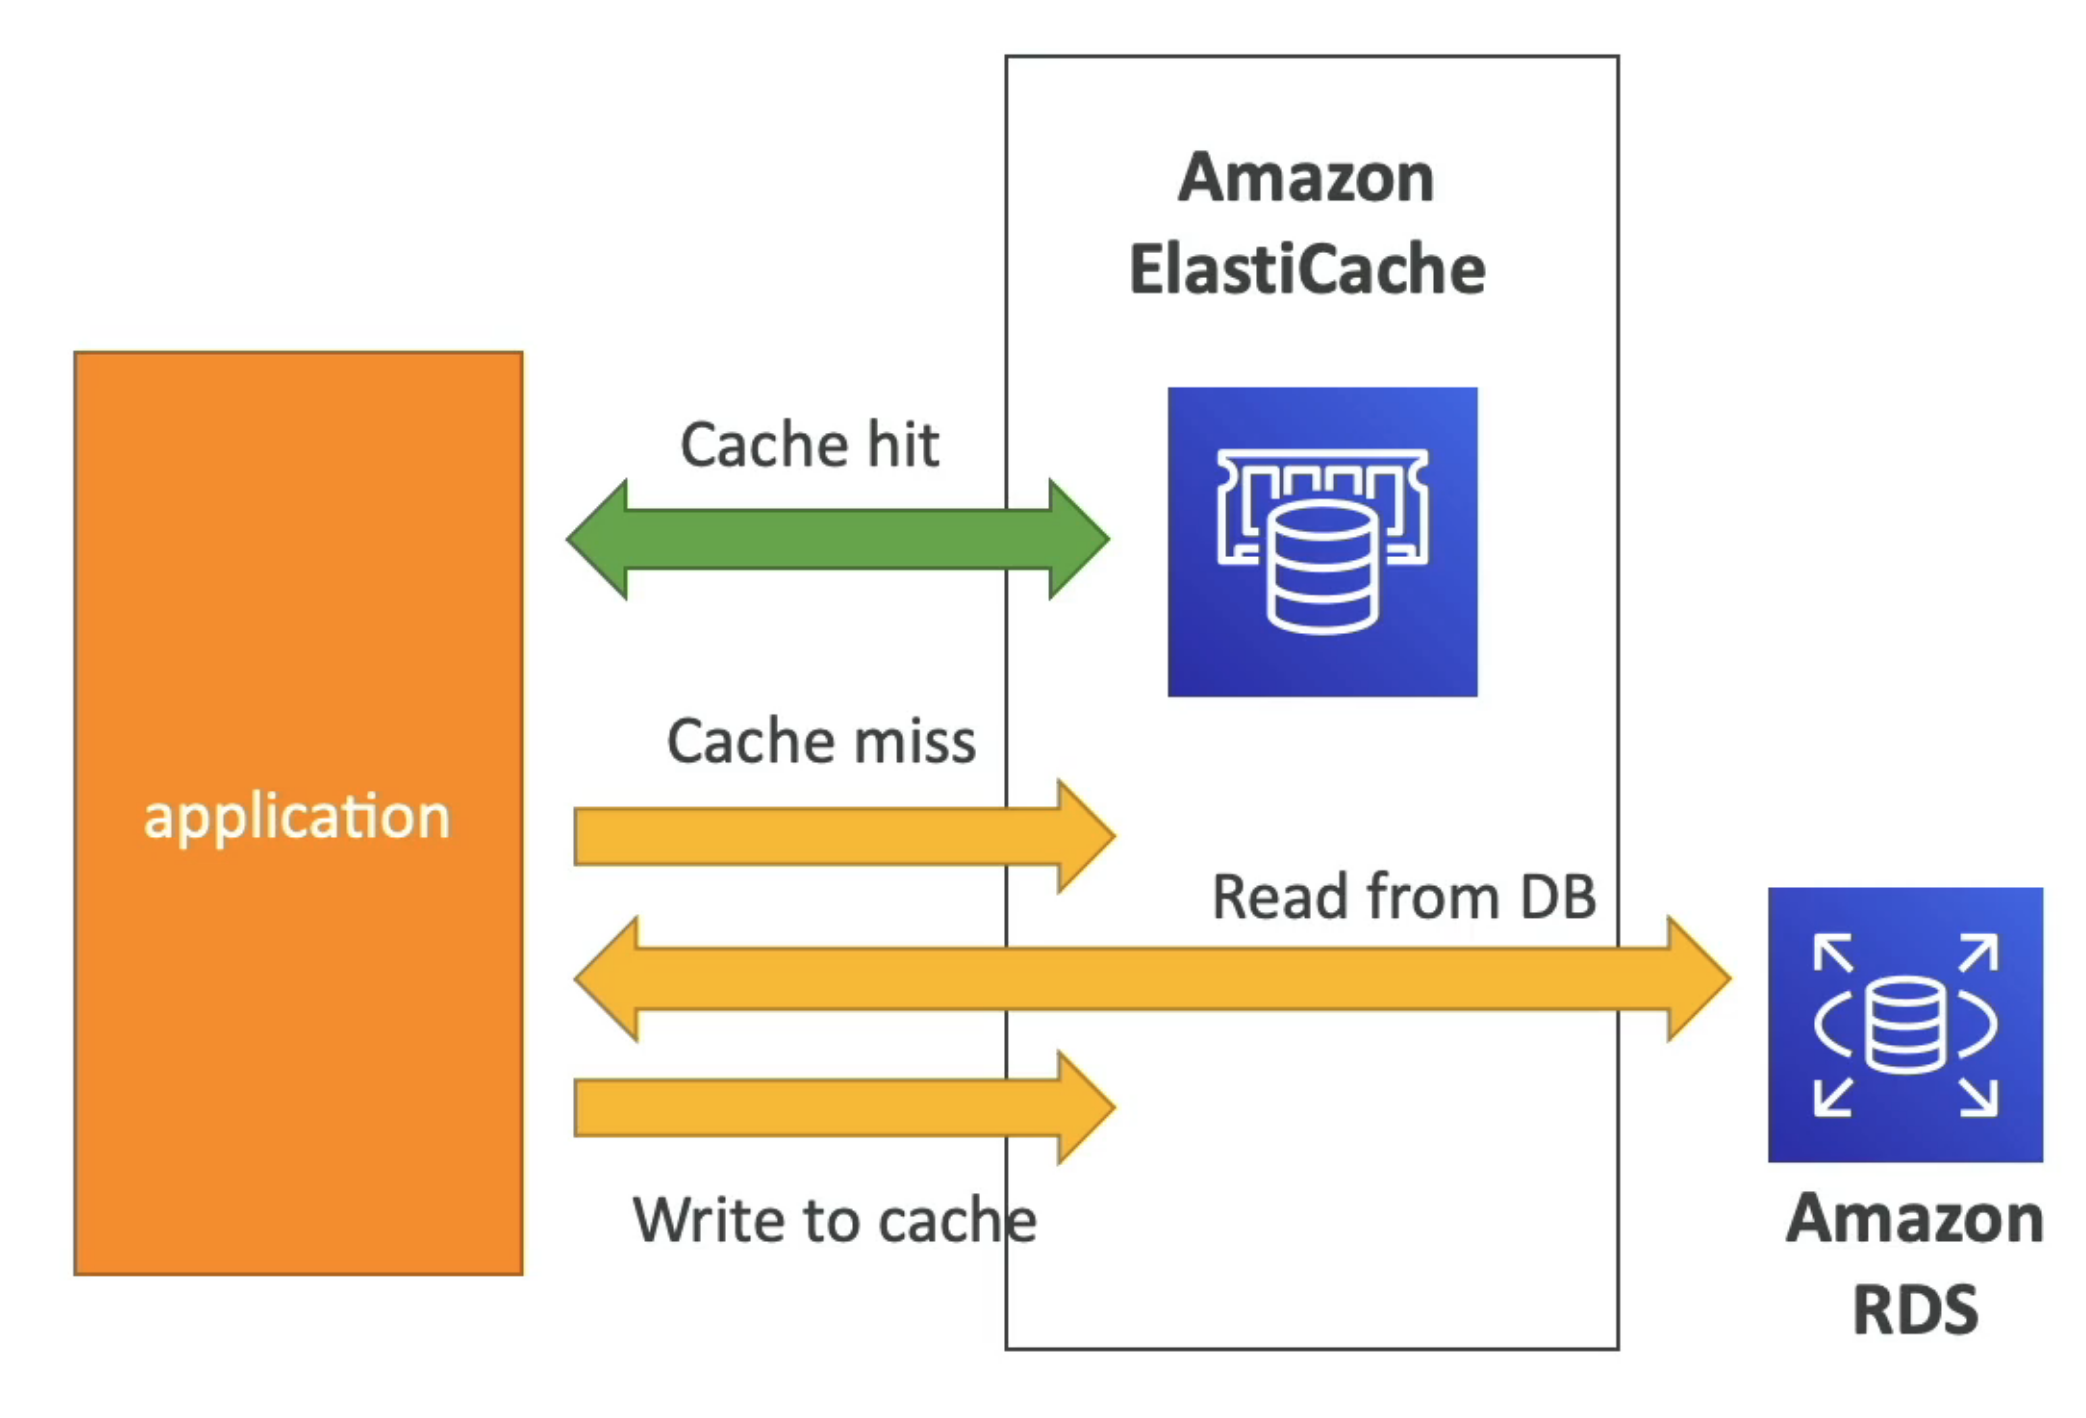 Amazon
ElastiCache
Cache hit
Cache miss
application
Read from DB
Write to cache
Amazon
RDS